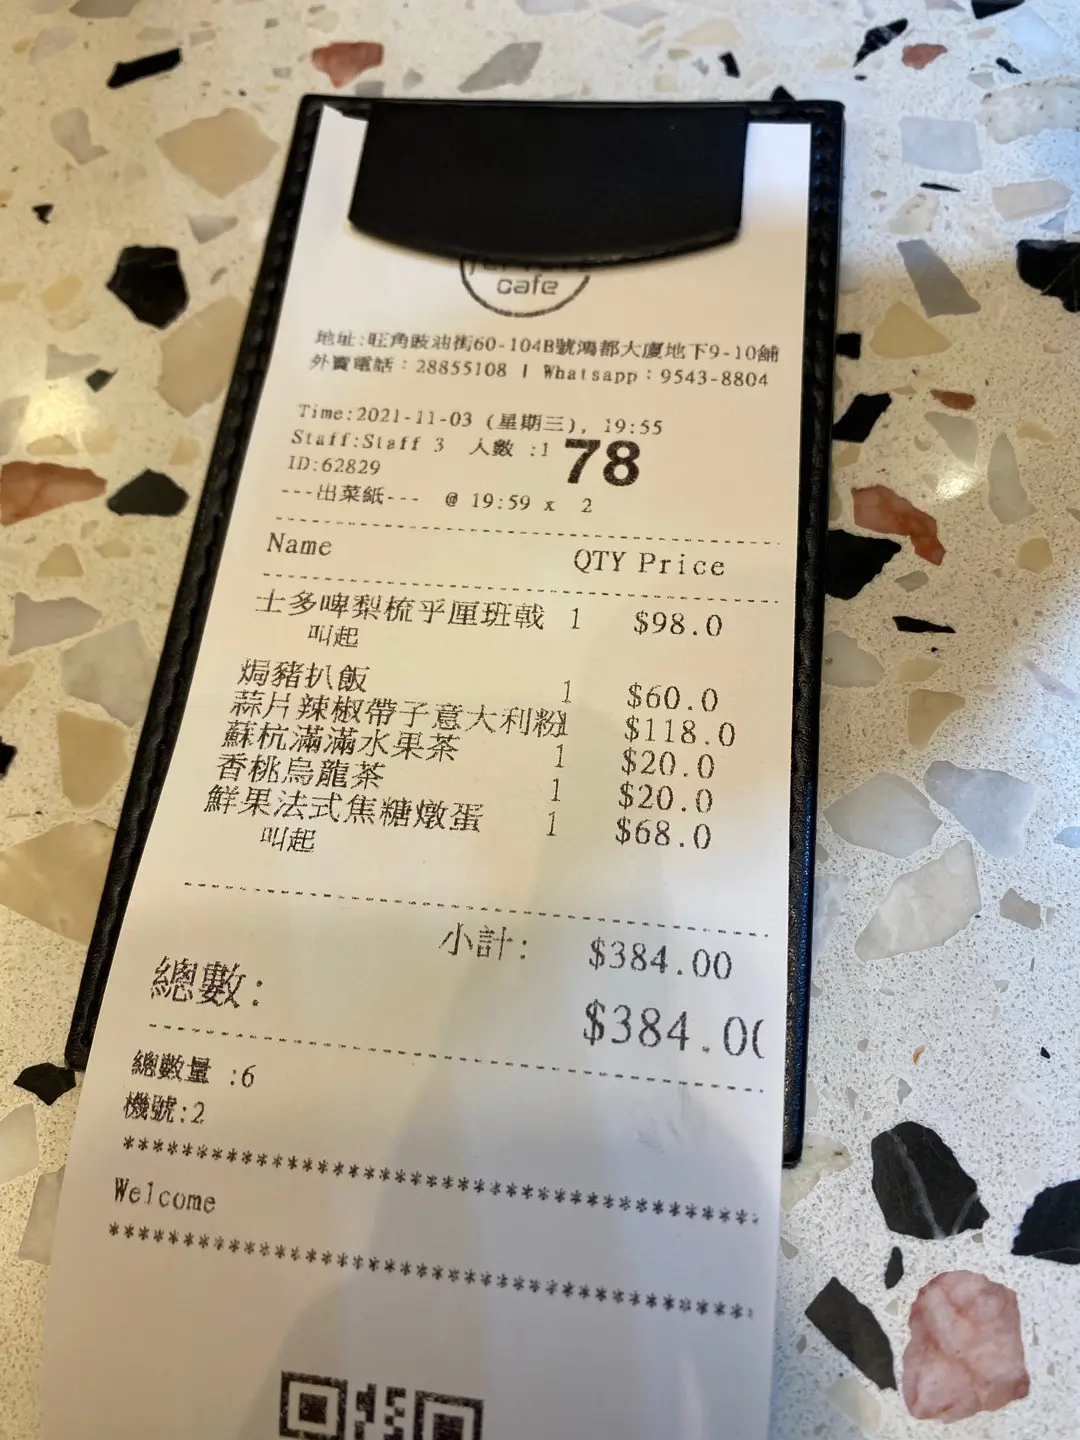 cafe
地址:旺角豉油街60-104B號鴻都大廈地下9-10舖
外賣電話：28855108 | Whatsapp：9543-8804
Time:2021-11-03 (星期三), 19:55
Staff:Staff 3 人數 :1 78
ID:62829
---出菜紙--- @ 19:59 x 2
Name QTY Price
士多啤梨梳乎厘班戟 1 $98.0
叫起
焗豬扒飯 1 $60.0
蒜片辣椒帶子意大利粉1 $118.0
蘇杭滿滿水果茶 1 $20.0
香桃烏龍茶 1 $20.0
鮮果法式焦糖燉蛋 1 $68.0
叫起
小計: $384.00
總數: $384.0
總數量 :6
機號:2
Welcome